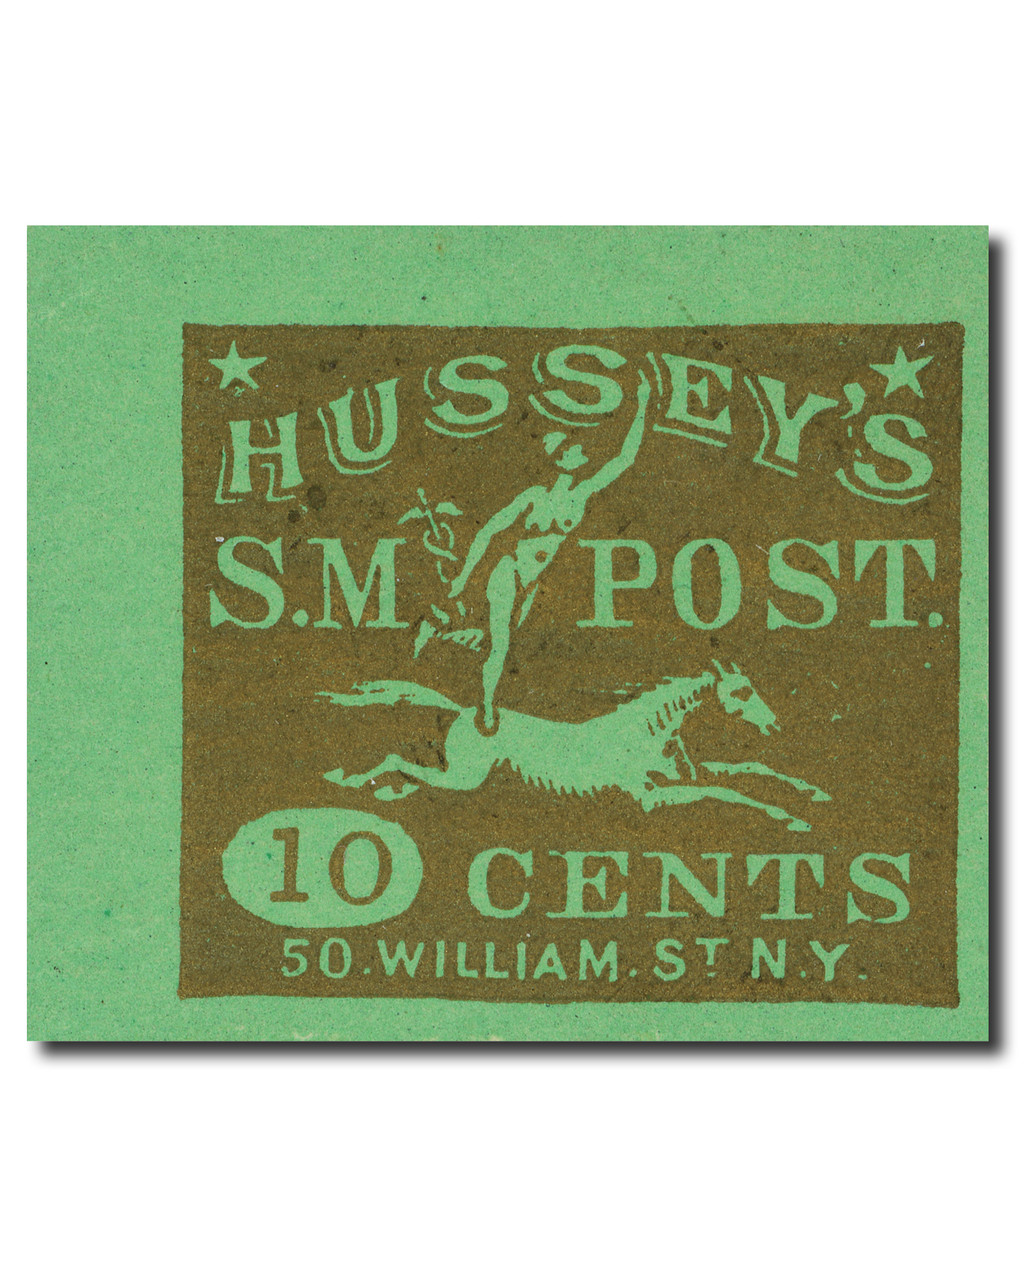 HUSSEY'S
S.M POST.
10 CENTS
50.WILLIAM.ST N.Y.